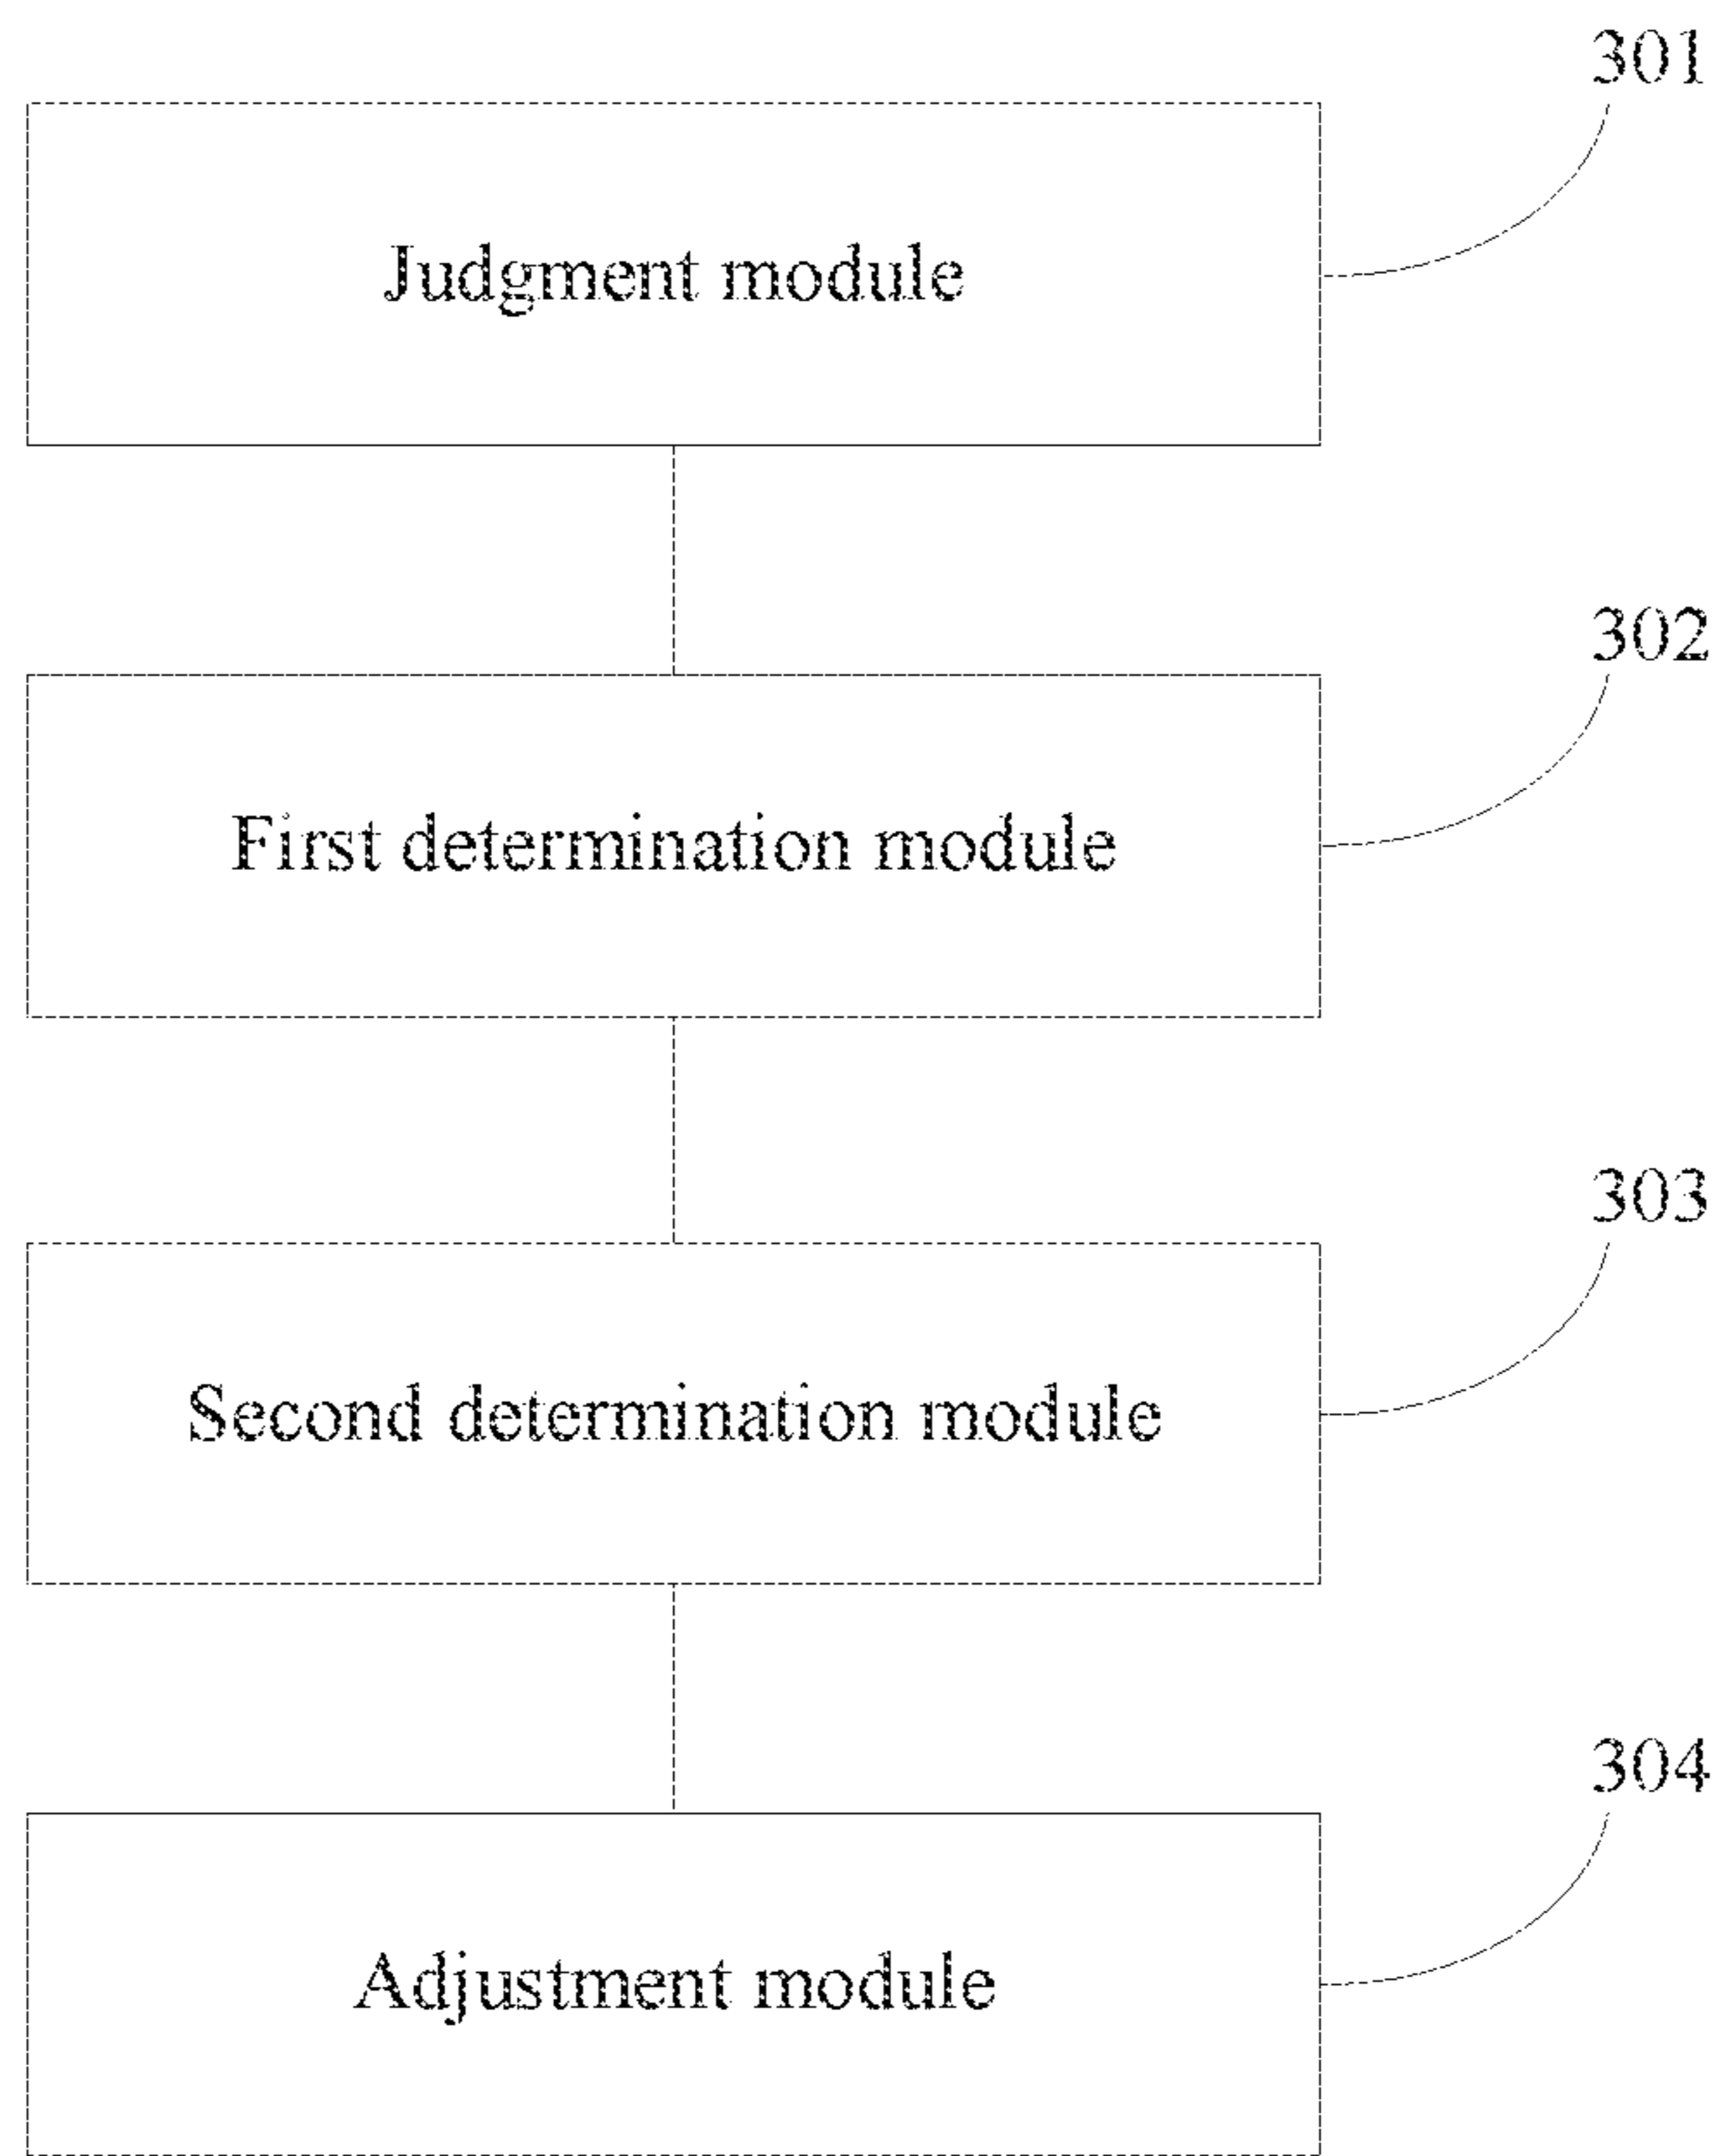 301
Judgment module
302
First determination module
303
Second determination module
304
Adjustment module